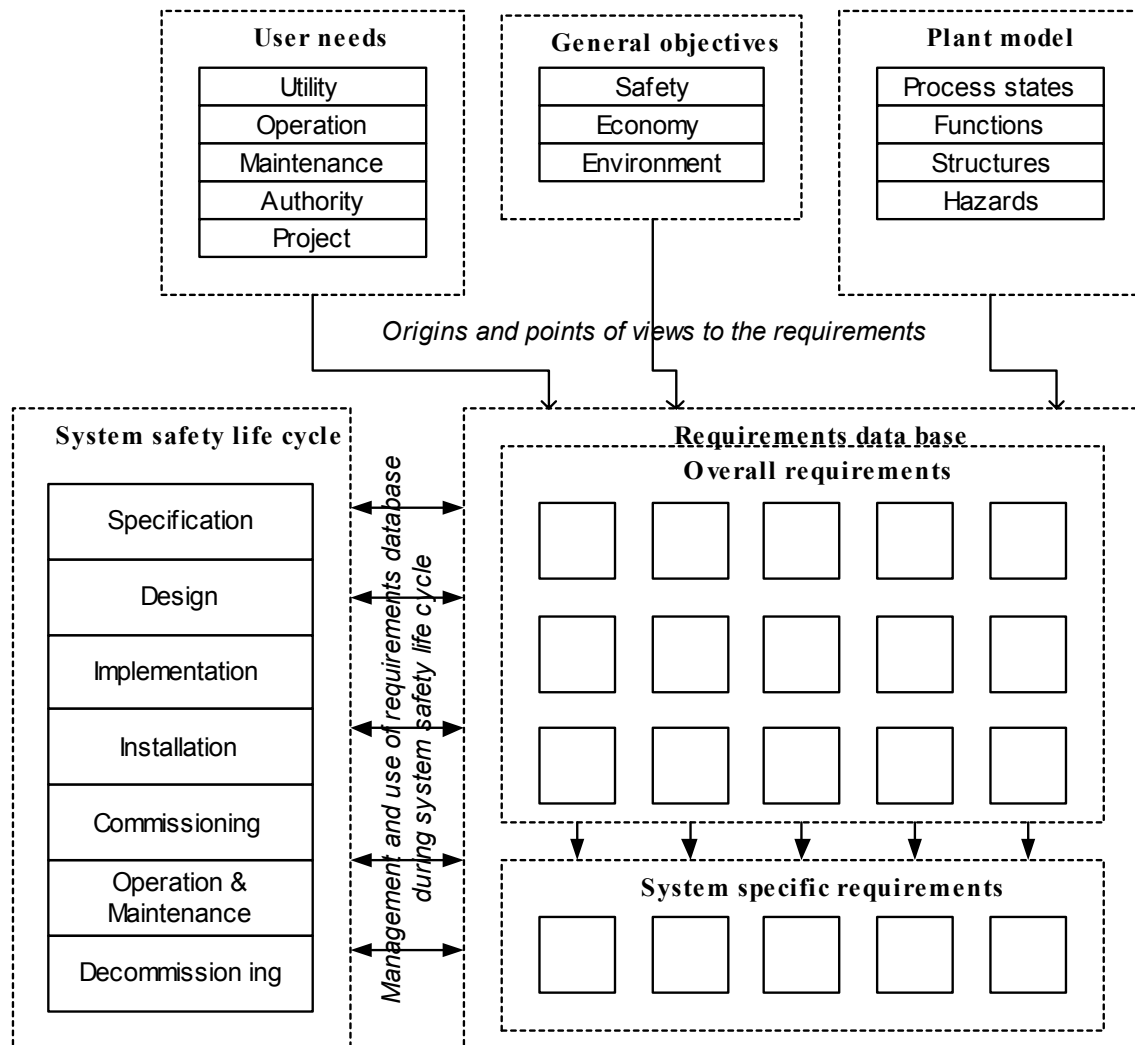 User needs
Utility
Operation
Maintenance
Authority
Project
General objectives
Safety
Economy
Environment
Plant model
Process states
Functions
Structures
Hazards
Origins and points of views to the requirements
System safety life cycle
Specification
Design
Implementation
Installation
Commissioning
Operation &
Maintenance
Decommission ing
Management and use of requirements database
during system safety life cycle
Requirements data base
Overall requirements
System specific requirements